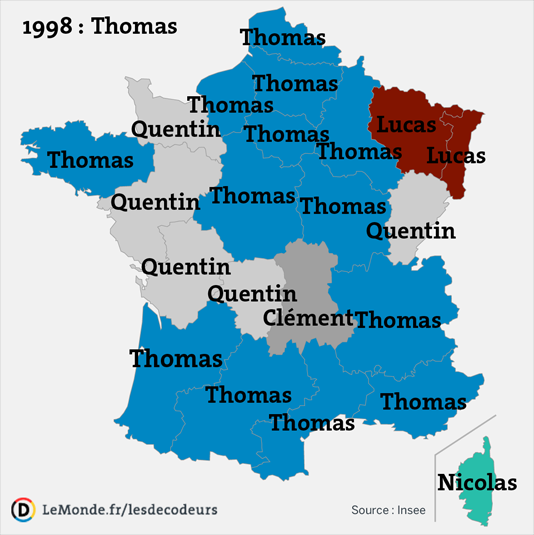 1998 : Thomas
Thomas
Thomas
Thomas
Quentin
Thomas
Lucas
Thomas
Lucas
Thomas
Quentin
Thomas
Thomas
Quentin
Quentin
Quentin
Clément
Thomas
Thomas
Thomas
Thomas
Thomas
Nicolas
D LeMonde.fr/lesdecodeurs
Source : Insee